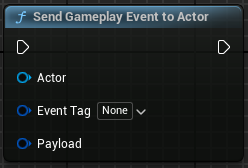 Send Gameplay Event to Actor
Actor
Event Tag None
Payload